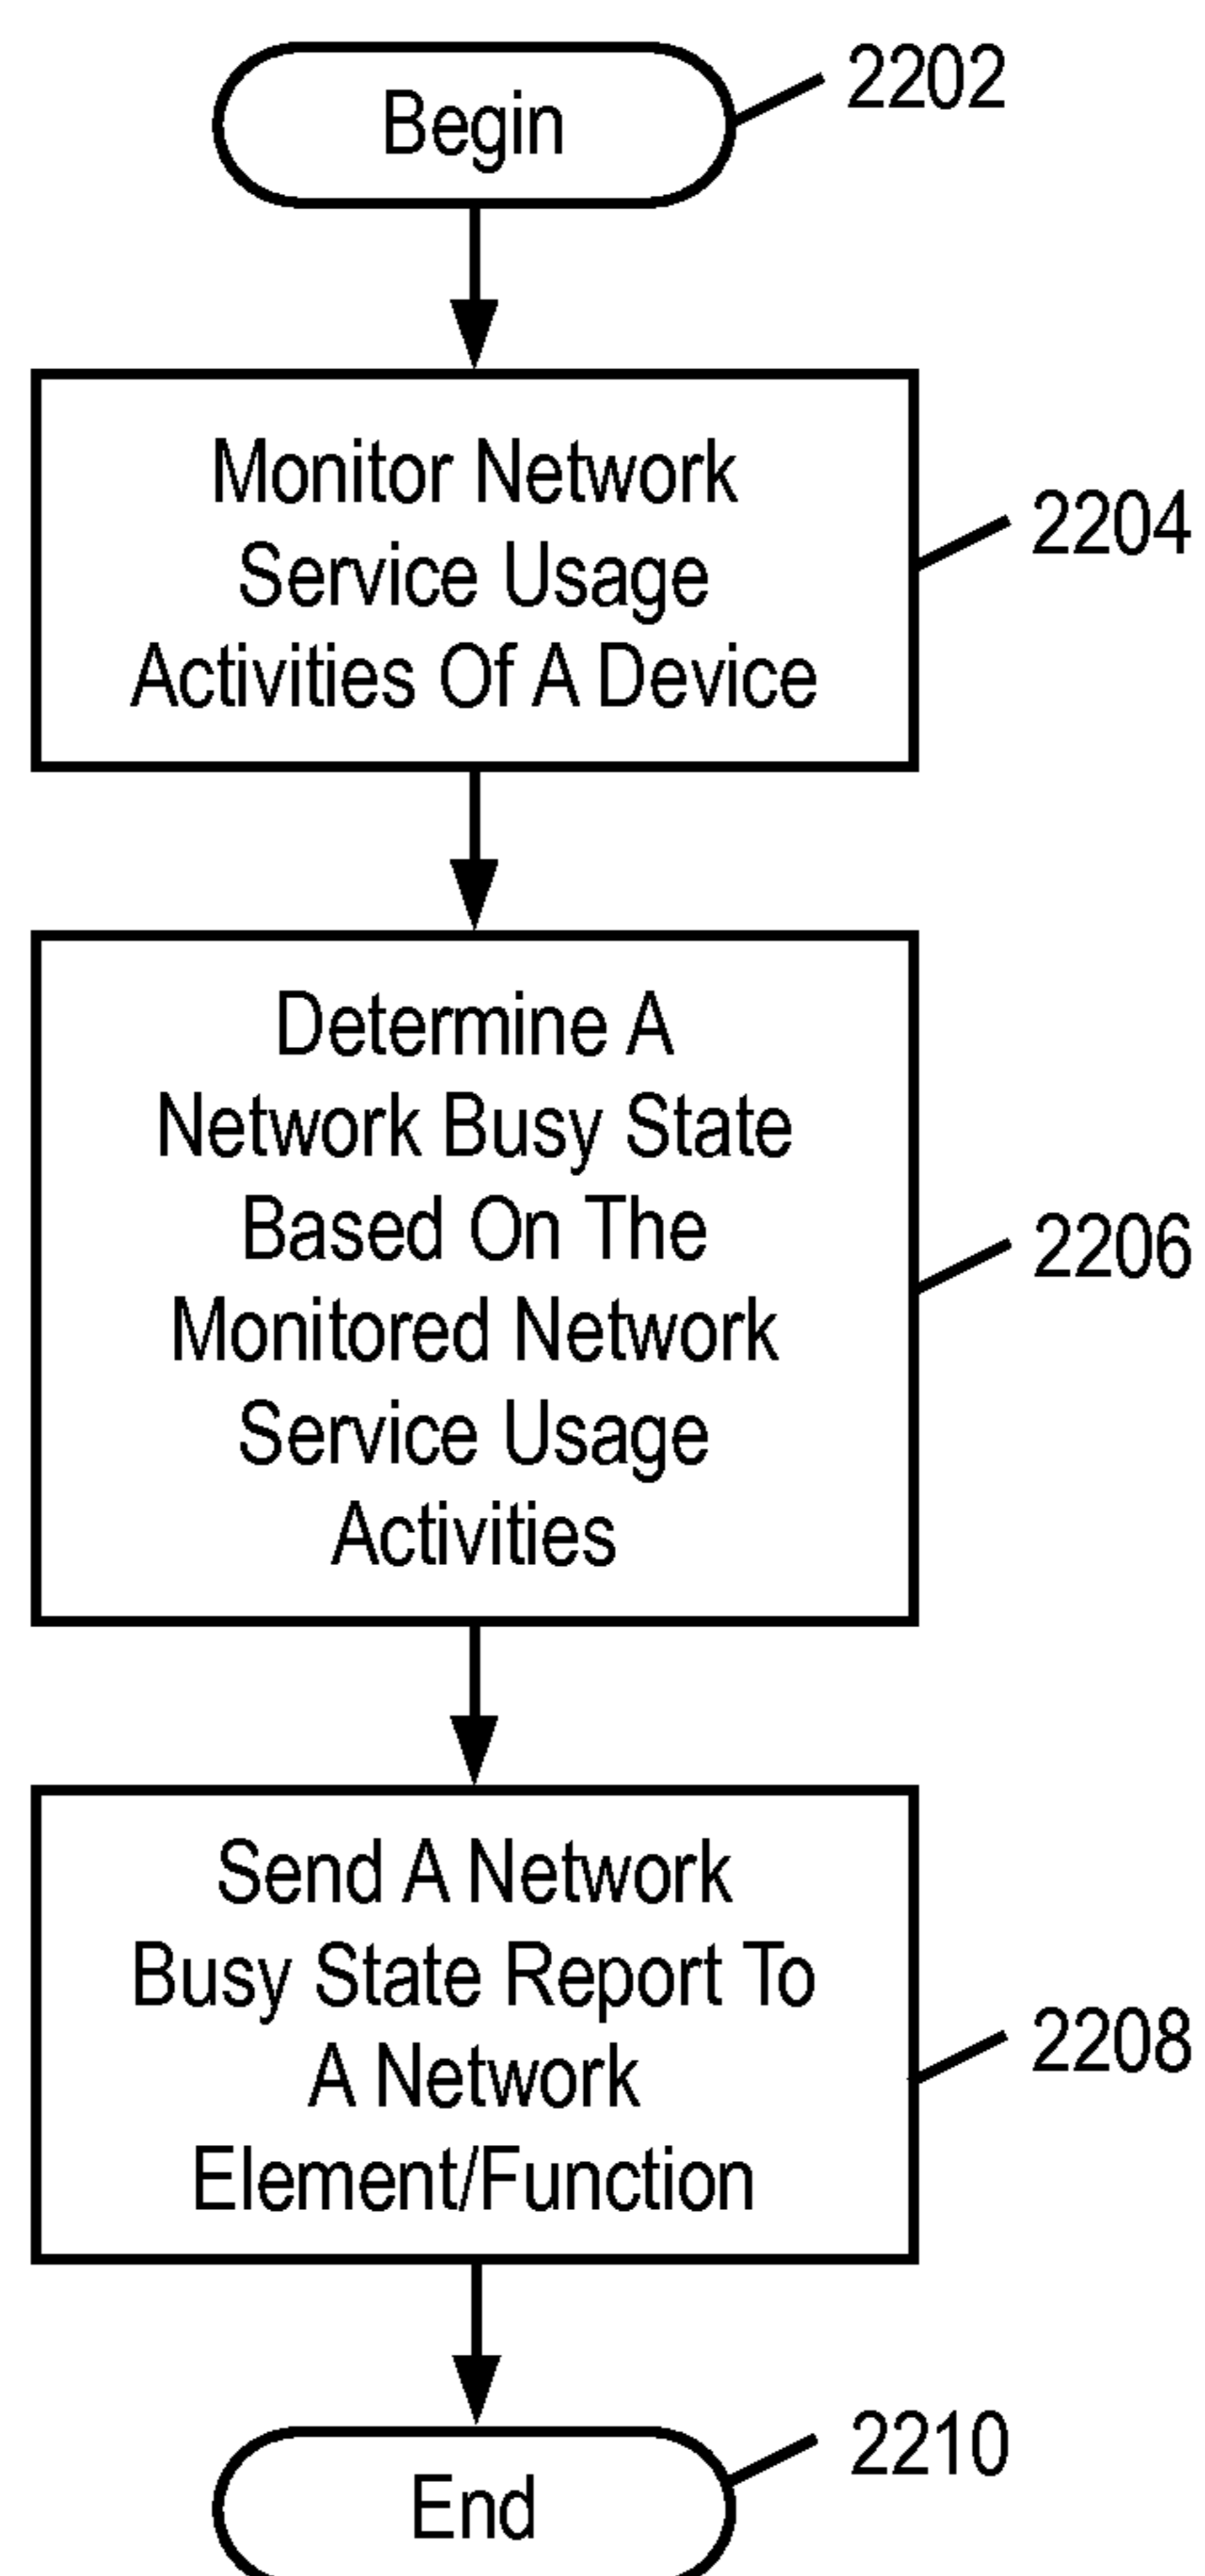 Begin
2202
Monitor Network
Service Usage
Activities Of A Device
2204
Determine A
Network Busy State
Based On The
Monitored Network
Service Usage
Activities
2206
Send A Network
Busy State Report To
A Network
Element/Function
2208
End
2210